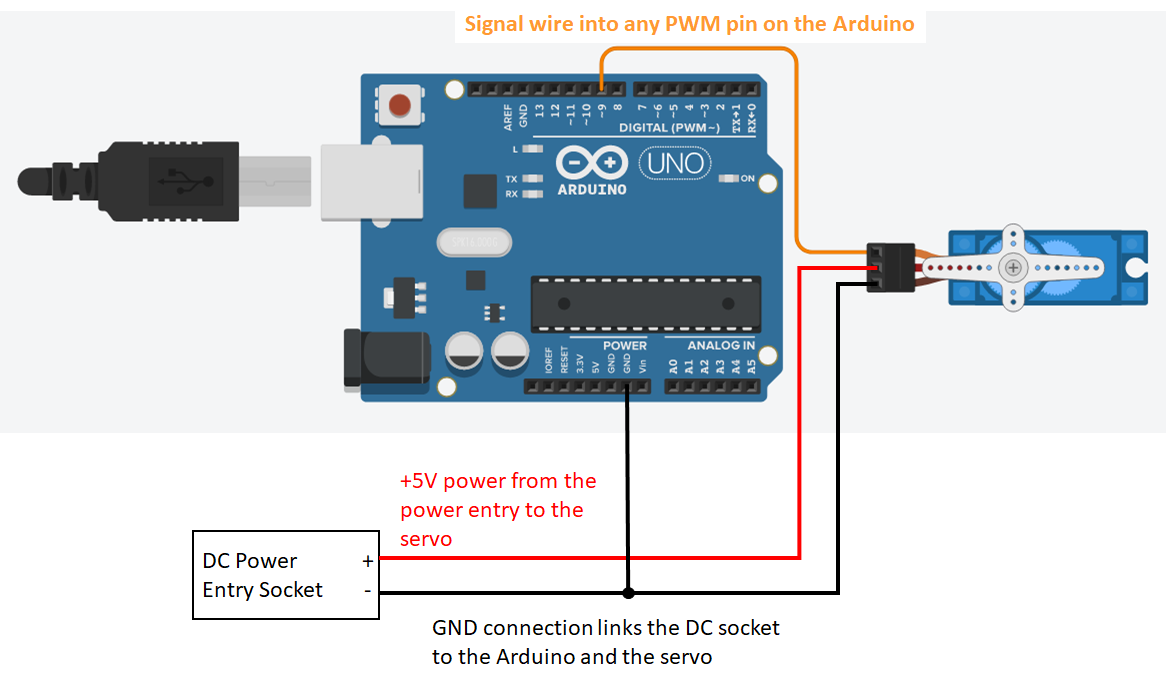 Signal wire into any PWM pin on the Arduino
AREF
GND
13
12
~11
~10
~9
8
7
~6
~5
4
~3
2
TX→1
RX←0
DIGITAL (PWM~)
L
TX
RX
ARDUINO
UNO
ON
POWER
ANALOG IN
IOREF
RESET
3.3V
5V
GND
GND
Vin
A0
A1
A2
A3
A4
A5
+5V power from the
power entry to the
servo
DC Power +
Entry Socket -
GND connection links the DC socket
to the Arduino and the servo